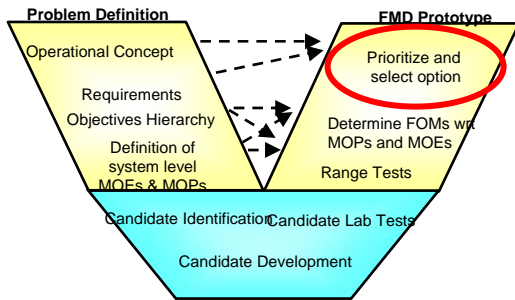 Problem Definition
FMD Prototype
Operational Concept
Requirements
Objectives Hierarchy
Definition of
system level
MOEs & MOPs
Prioritize and
select option
Determine FOMs wrt
MOPs and MOEs
Range Tests
Candidate Identification
Candidate Lab Tests
Candidate Development